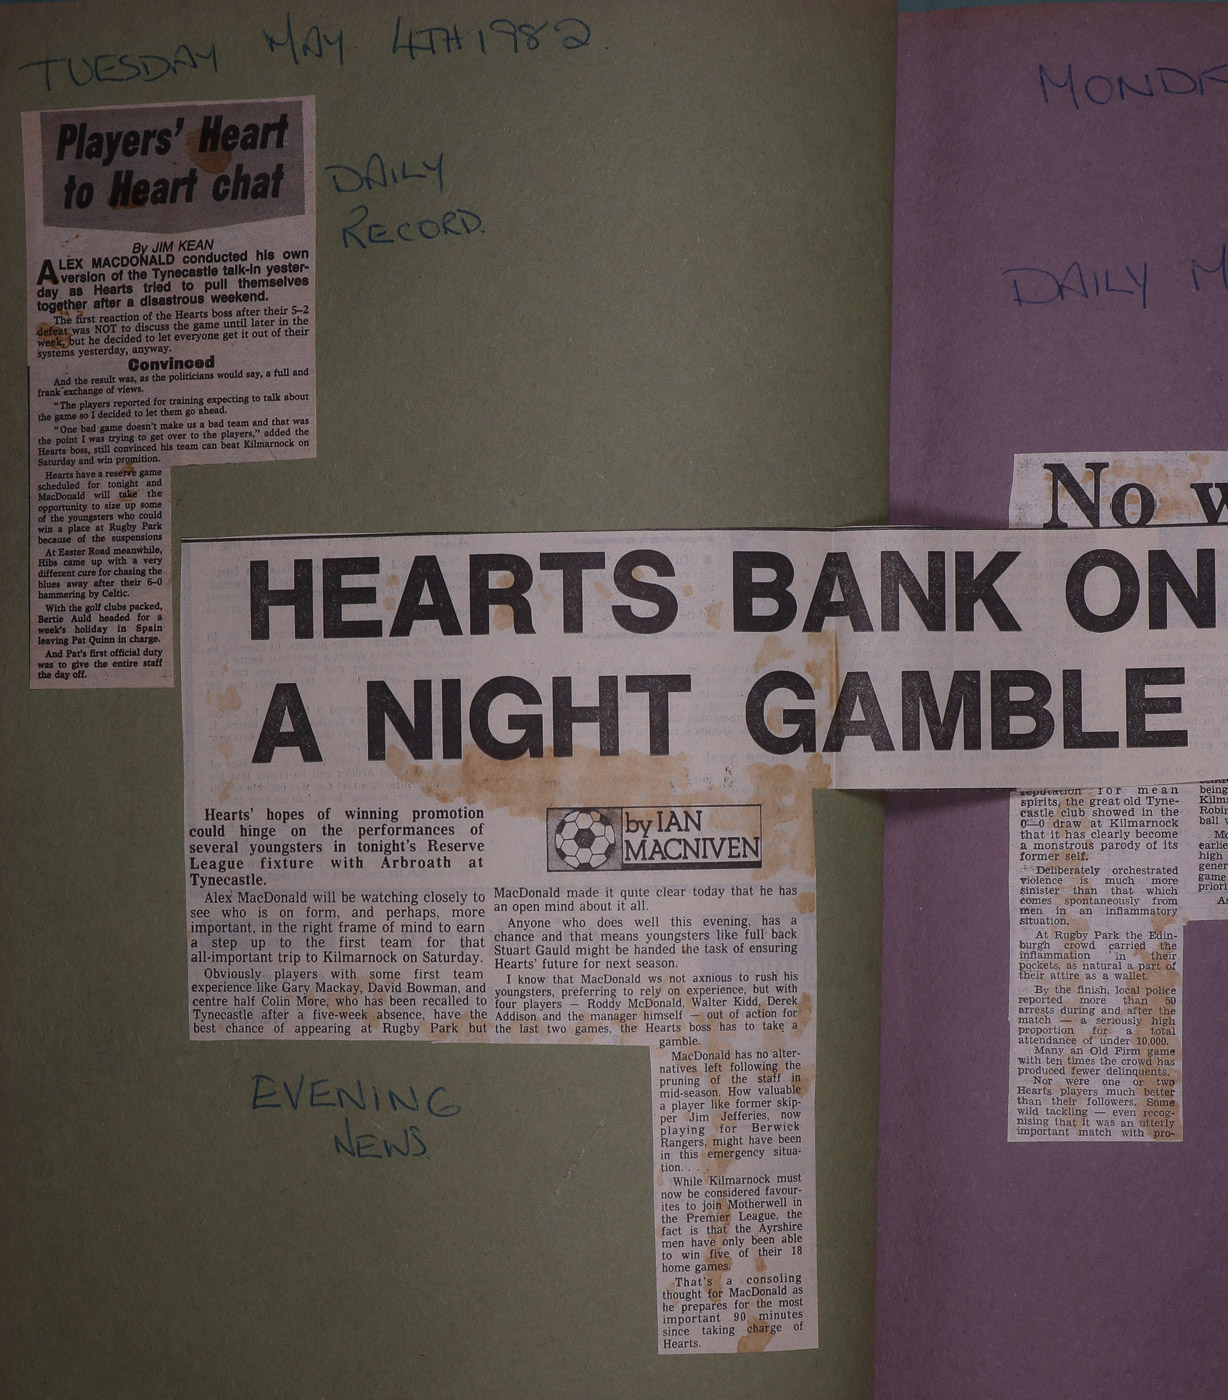 TUESDAY MAY 4TH 1982
DAILY
RECORD.
Players' Heart
to Heart chat
By JIM KEAN
ALEX MACDONALD conducted his own
version of the Tynecastle talk-in yester-
day as Hearts tried to pull themselves
together after a disastrous weekend.
The first reaction of the Hearts boss after their 5–2
defeat was NOT to discuss the game until later in the
week, but he decided to let everyone get it out of their
systems yesterday, anyway.
Convinced
And the result was, as the politicians would say, a full and
frank exchange of views.
"The players reported for training expecting to talk about
the game so I decided to let them go ahead.
"One bad game doesn't make us a bad team and that was
the point I was trying to get over to the players," added the
Hearts boss, still convinced his team can beat Kilmarnock on
Saturday and win promition.
Hearts have a reserve game
scheduled for tonight and
MacDonald will take the
opportunity to size up some
of the youngsters who could
win a place at Rugby Park
because of the suspensions
At Easter Road meanwhile,
Hibs came up with a very
different cure for chasing the
blues away after their 6–0
hammering by Celtic.
With the golf clubs packed,
Bertie Auld headed for a
week's holiday in Spain
leaving Pat Quinn in charge.
And Pat's first official duty
was to give the entire staff
the day off.
HEARTS BANK ON
A NIGHT GAMBLE
by IAN
MACNIVEN
Hearts' hopes of winning promotion
could hinge on the performances of
several youngsters in tonight's Reserve
League fixture with Arbroath at
Tynecastle.
Alex MacDonald will be watching closely to
see who is on form, and perhaps, more
important, in the right frame of mind to earn
a step up to the first team for that
all-important trip to Kilmarnock on Saturday.
Obviously players with some first team
experience like Gary Mackay, David Bowman, and
centre half Colin More, who has been recalled to
Tynecastle after a five-week absence, have the
best chance of appearing at Rugby Park but
MacDonald made it quite clear today that he has
an open mind about it all.
Anyone who does well this evening, has a
chance and that means youngsters like full back
Stuart Gauld might be handed the task of ensuring
Hearts' future for next season.
I know that MacDonald ws not axnious to rush his
youngsters, preferring to rely on experience, but with
four players — Roddy McDonald, Walter Kidd, Derek
Addison and the manager himself — out of action for
the last two games, the Hearts boss has to take a
gamble.
MacDonald has no alter-
natives left following the
pruning of the staff in
mid-season. How valuable
a player like former skip-
per Jim Jefferies, now
playing for Berwick
Rangers, might have been
in this emergency situa-
tion. . . .
While Kilmarnock must
now be considered favour-
ites to join Motherwell in
the Premier League, the
fact is that the Ayrshire
men have only been able
to win five of their 18
home games.
That's a consoling
thought for MacDonald as
he prepares for the most
important 90 minutes
since taking charge of
Hearts.
EVENING
NEWS.
MONDA
DAILY M
No w
reputation for mean
spirits, the great old Tyne-
castle club showed in the
0–0 draw at Kilmarnock
that it has clearly become
a monstrous parody of its
former self.
Deliberately orchestrated
violence is much more
sinister than that which
comes spontaneously from
men in an inflammatory
situation.
At Rugby Park the Edin-
burgh crowd carried the
inflammation in their
pockets, as natural a part of
their attire as a wallet.
By the finish, local police
reported more than 50
arrests during and after the
match — a seriously high
proportion for a total
attendance of under 10,000.
Many an Old Firm game
with ten times the crowd has
produced fewer delinquents.
Nor were one or two
Hearts players much better
than their followers. Some
wild tackling — even recog-
nising that it was an utterly
important match with pro-
being
Kilm
Robin
ball v
Mo
earlie
high
gener
game
priori
As